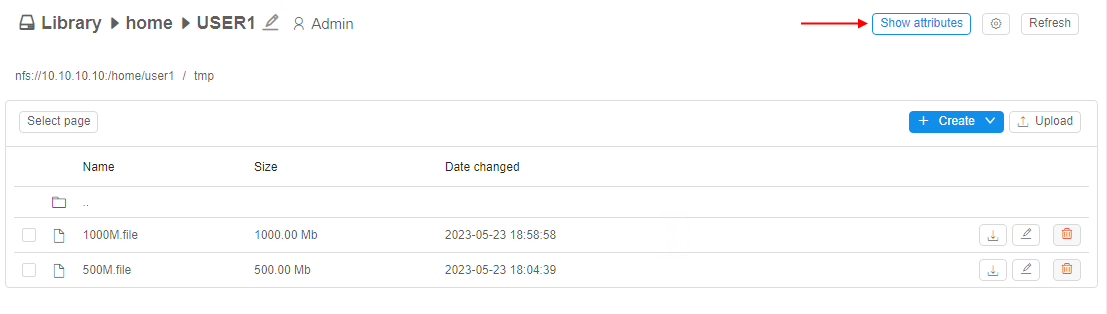 Library home USER1 Admin Show attributes Refresh
nfs://10.10.10.10:/home/user1 / tmp
Select page + Create Upload
Name Size Date changed
..
1000M.file 1000.00 Mb 2023-05-23 18:58:58
500M.file 500.00 Mb 2023-05-23 18:04:39